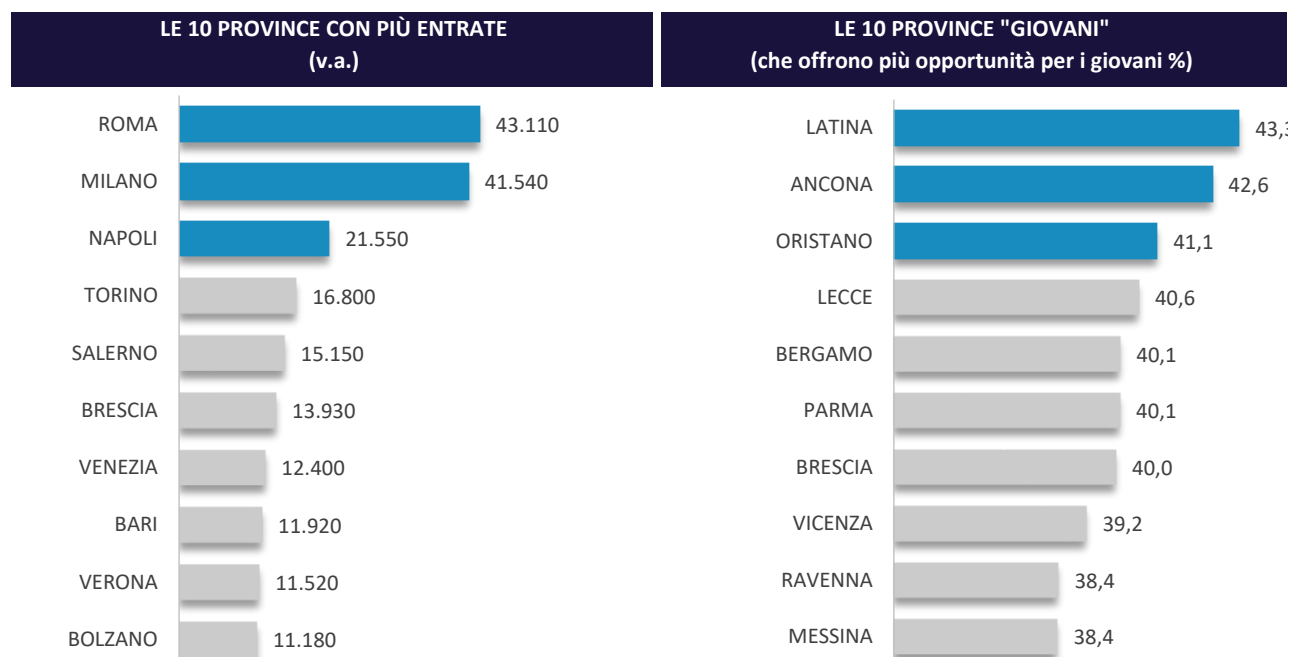 LE 10 PROVINCE CON PIÙ ENTRATE
(v.a.)
ROMA 43.110
MILANO 41.540
NAPOLI 21.550
TORINO 16.800
SALERNO 15.150
BRESCIA 13.930
VENEZIA 12.400
BARI 11.920
VERONA 11.520
BOLZANO 11.180
LE 10 PROVINCE "GIOVANI"
(che offrono più opportunità per i giovani %)
LATINA
ANCONA 42,6
ORISTANO 41,1
LECCE 40,6
BERGAMO 40,1
PARMA 40,1
BRESCIA 40,0
VICENZA 39,2
RAVENNA 38,4
MESSINA 38,4